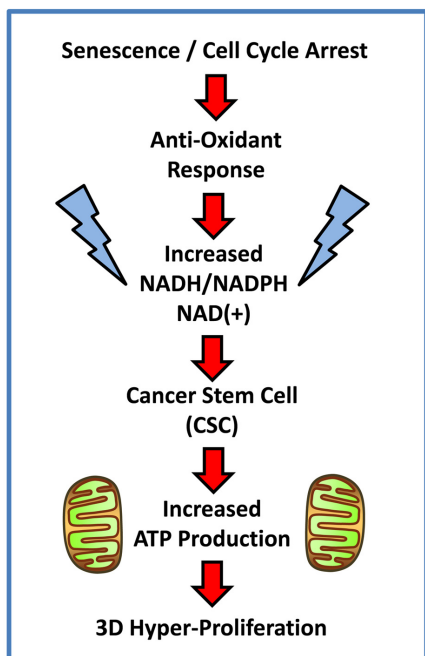 Senescence / Cell Cycle Arrest
Anti-Oxidant
Response
Increased
NADH/NADPH
NAD(+)
Cancer Stem Cell
(CSC)
Increased
ATP Production
3D Hyper-Proliferation